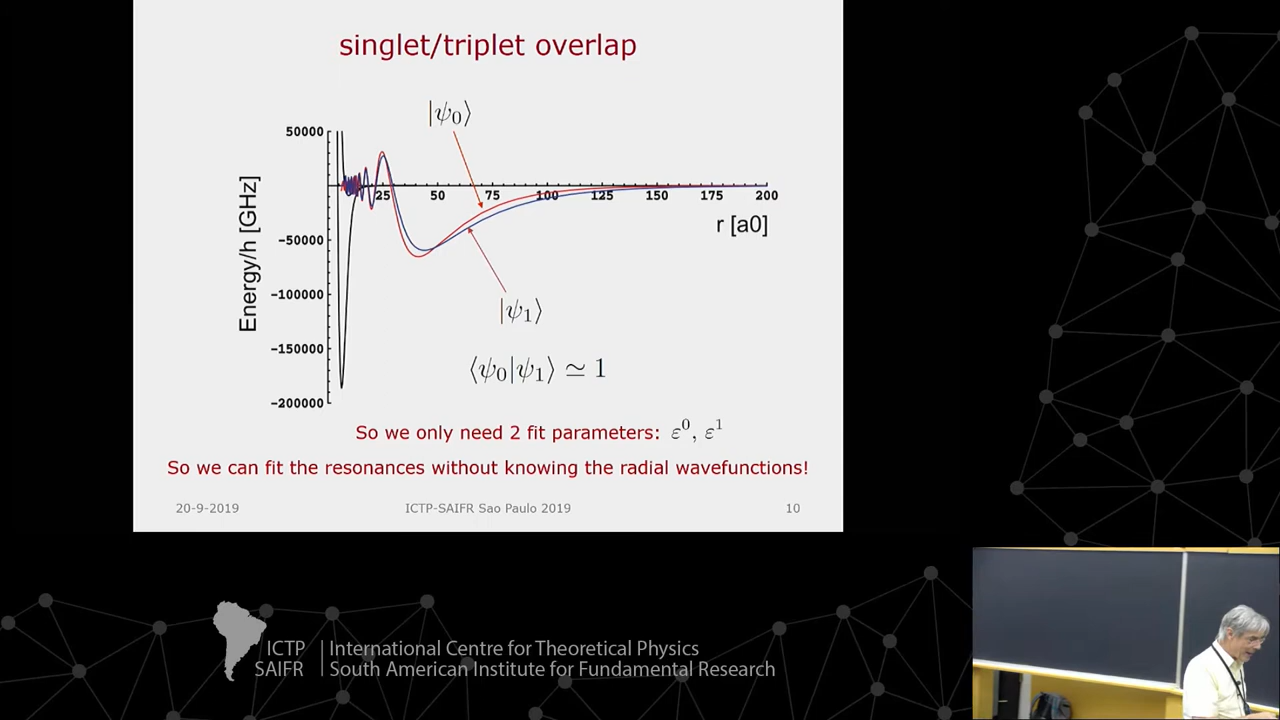 singlet/triplet overlap
|ψ₀⟩
50000
25 50 75 100 125 150 175 200
r [a0]
−50000
−100000
−150000
−200000
Energy/h [GHz]
|ψ₁⟩
⟨ψ₀|ψ₁⟩ ≃ 1
So we only need 2 fit parameters: ε⁰, ε¹
So we can fit the resonances without knowing the radial wavefunctions!
20-9-2019 ICTP-SAIFR Sao Paulo 2019 10
ICTP | International Centre for Theoretical Physics
SAIFR | South American Institute for Fundamental Research